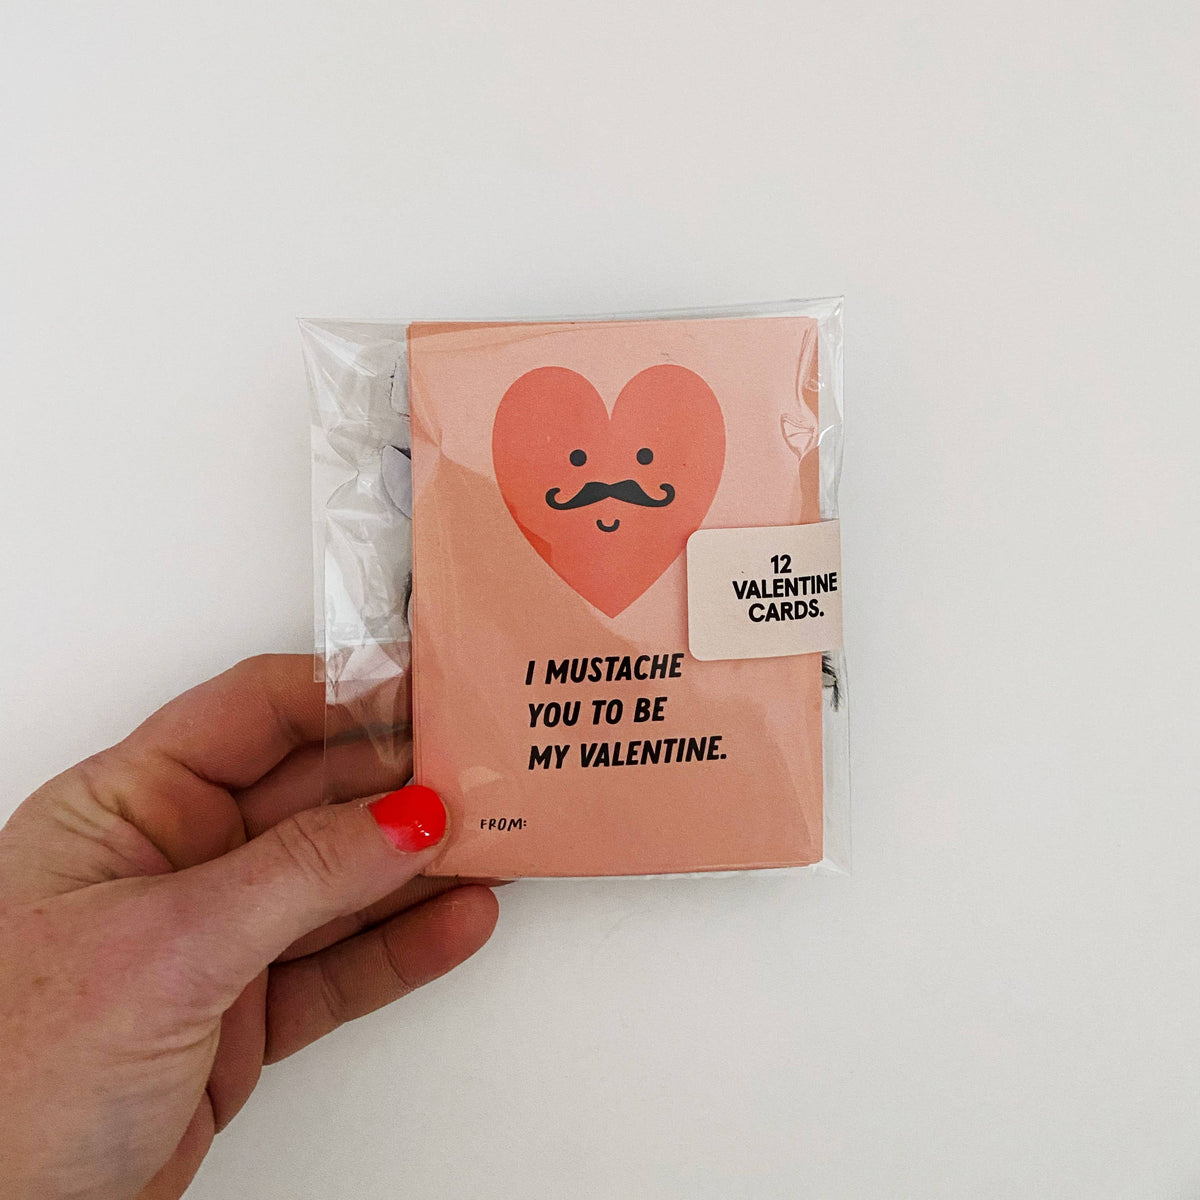 12
VALENTINE
CARDS.
I MUSTACHE
YOU TO BE
MY VALENTINE.
FROM: